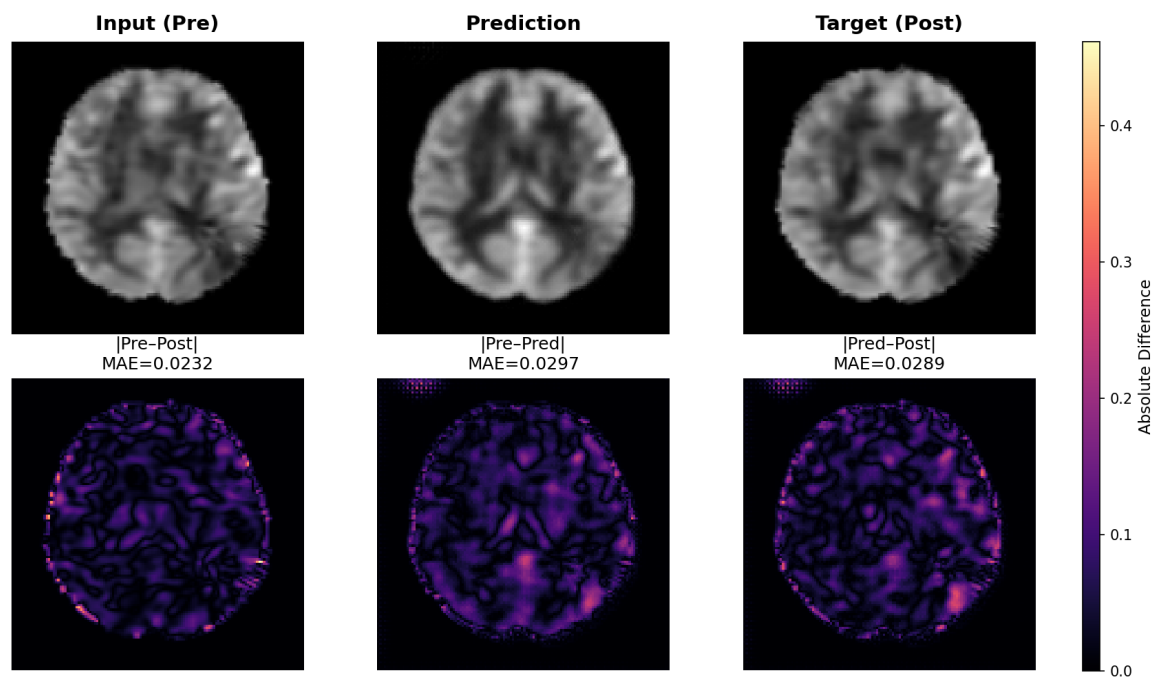 Input (Pre)
Prediction
Target (Post)
|Pre–Post|
MAE=0.0232
|Pre–Pred|
MAE=0.0297
|Pred–Post|
MAE=0.0289
0.4
0.3
0.2
0.1
0.0
Absolute Difference